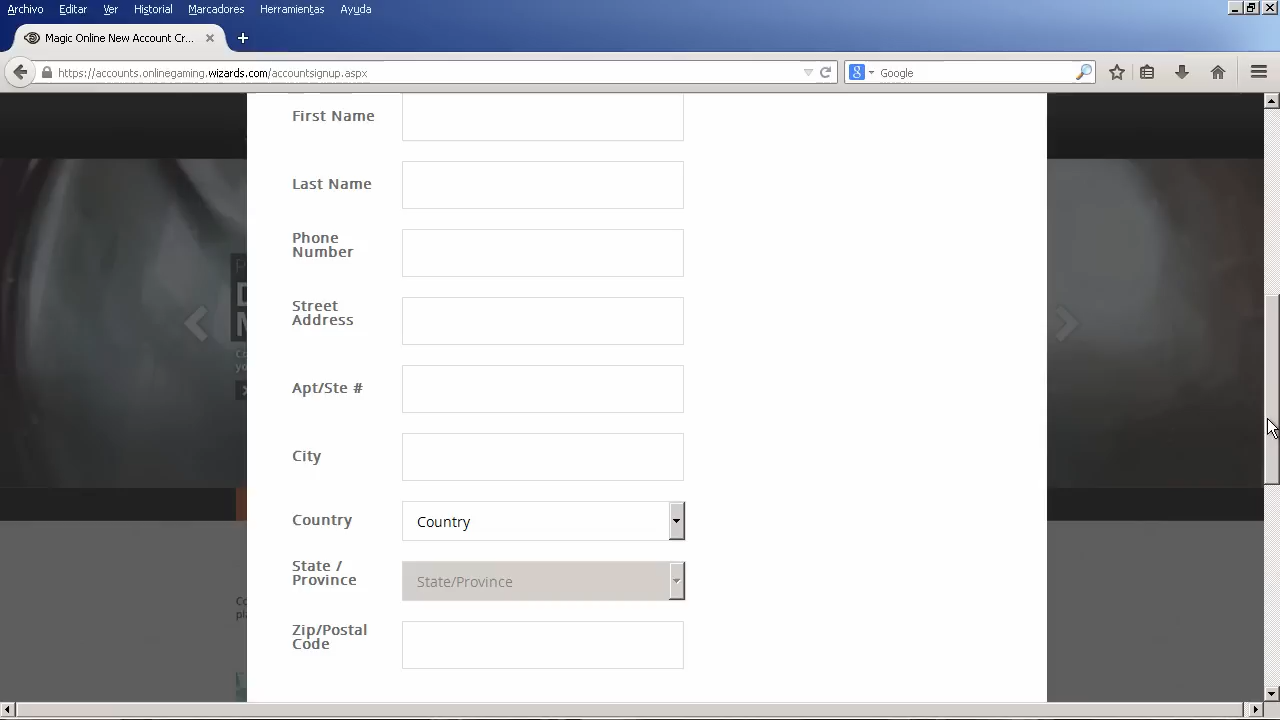 Archivo Editar Ver Historial Marcadores Herramientas Ayuda
Magic Online New Account Cr...
https://accounts.onlinegaming.wizards.com/accountsignup.aspx
Google
First Name
Last Name
Phone
Number
Street
Address
Apt/Ste #
City
Country
Country
State /
Province
State/Province
Zip/Postal
Code